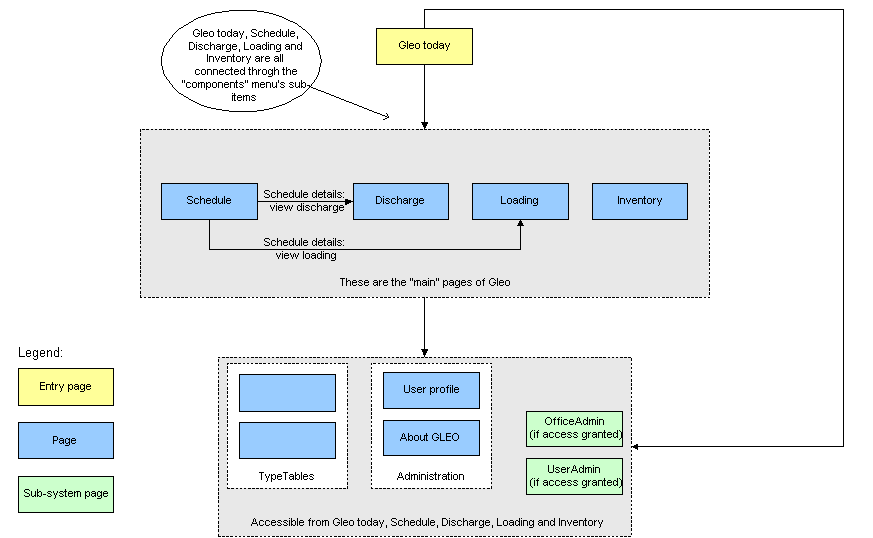 Gleo today, Schedule,
Discharge, Loading and
Inventory are all
connected throgh the
"components" menu's sub-
items
Gleo today
Schedule
Schedule details:
view discharge
Discharge
Loading
Inventory
Schedule details:
view loading
These are the "main" pages of Gleo
Legend:
Entry page
Page
Sub-system page
TypeTables
User profile
About GLEO
Administration
OfficeAdmin
(if access granted)
UserAdmin
(if access granted)
Accessible from Gleo today, Schedule, Discharge, Loading and Inventory